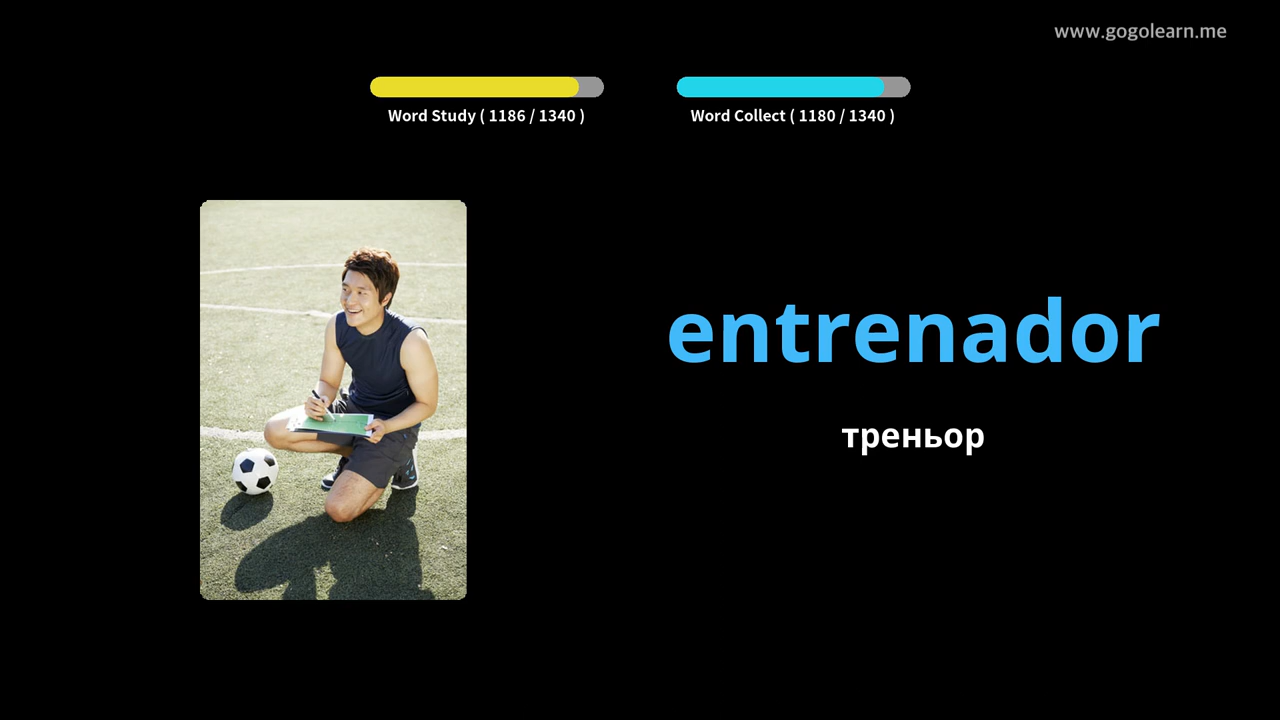 www.gogolearn.me
Word Study ( 1186 / 1340 )
Word Collect ( 1180 / 1340 )
entrenador
треньор